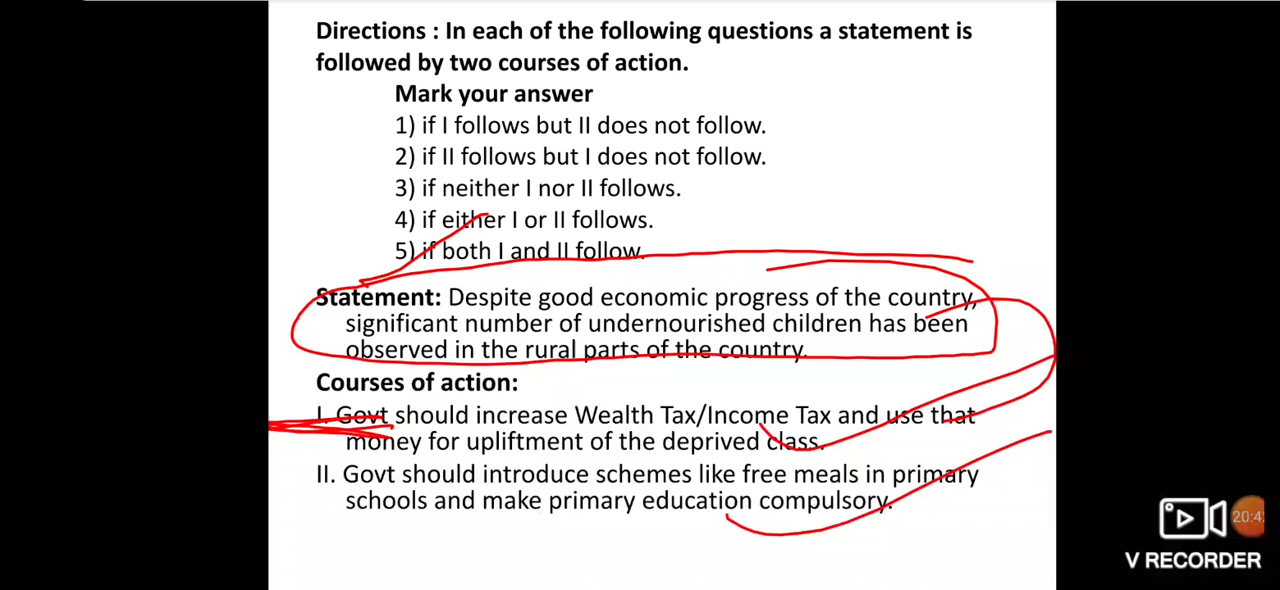 Directions : In each of the following questions a statement is
followed by two courses of action.
Mark your answer
1) if I follows but II does not follow.
2) if II follows but I does not follow.
3) if neither I nor II follows.
4) if either I or II follows.
5) if both I and II follow.
Statement: Despite good economic progress of the country,
significant number of undernourished children has been
observed in the rural parts of the country.
Courses of action:
I. Govt should increase Wealth Tax/Income Tax and use that
money for upliftment of the deprived class.
II. Govt should introduce schemes like free meals in primary
schools and make primary education compulsory.
20:4
V RECORDER